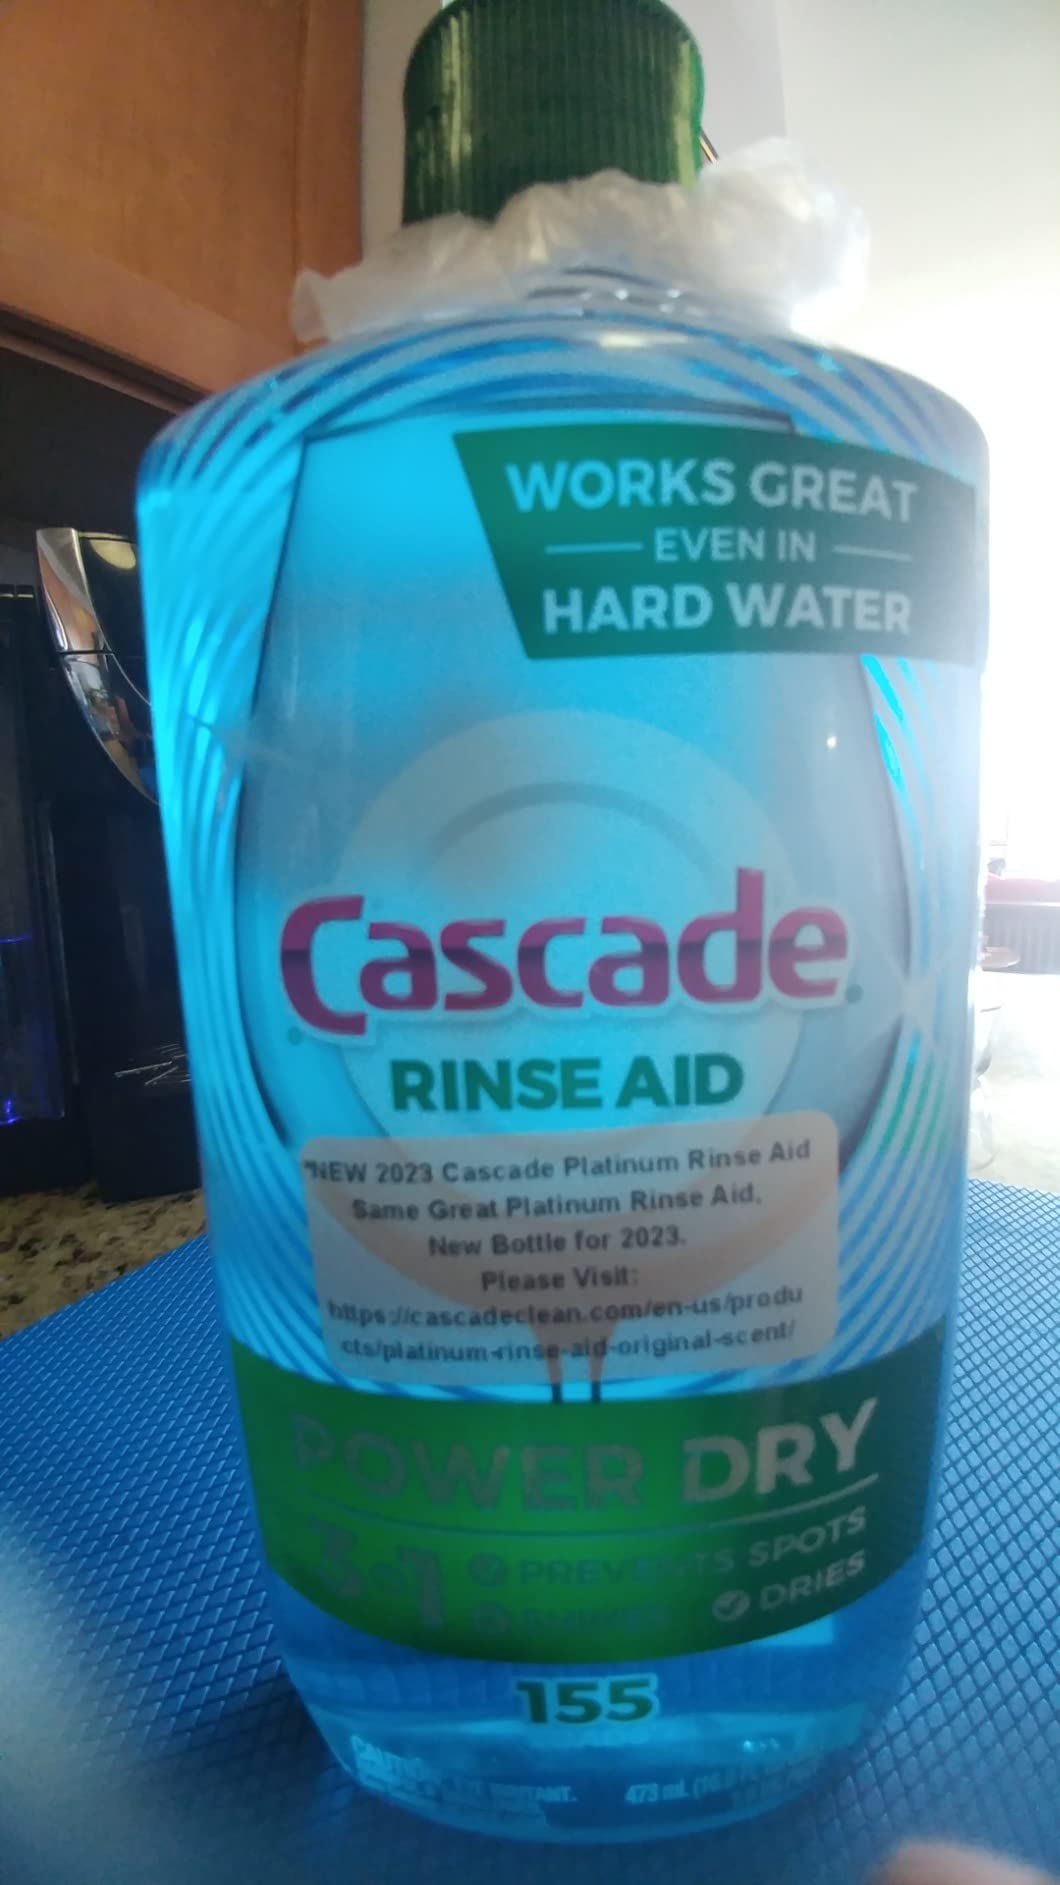 WORKS GREAT
EVEN IN
HARD WATER
Cascade
RINSE AID
*NEW 2023 Cascade Platinum Rinse Aid
Same Great Platinum Rinse Aid.
New Bottle for 2023.
Please Visit:
https://cascadeclean.com/en-us/produ
cts/platinum-rinse-aid-original-scent/
POWER DRY
PREVENTS SPOTS
DRIES
155
473 mL